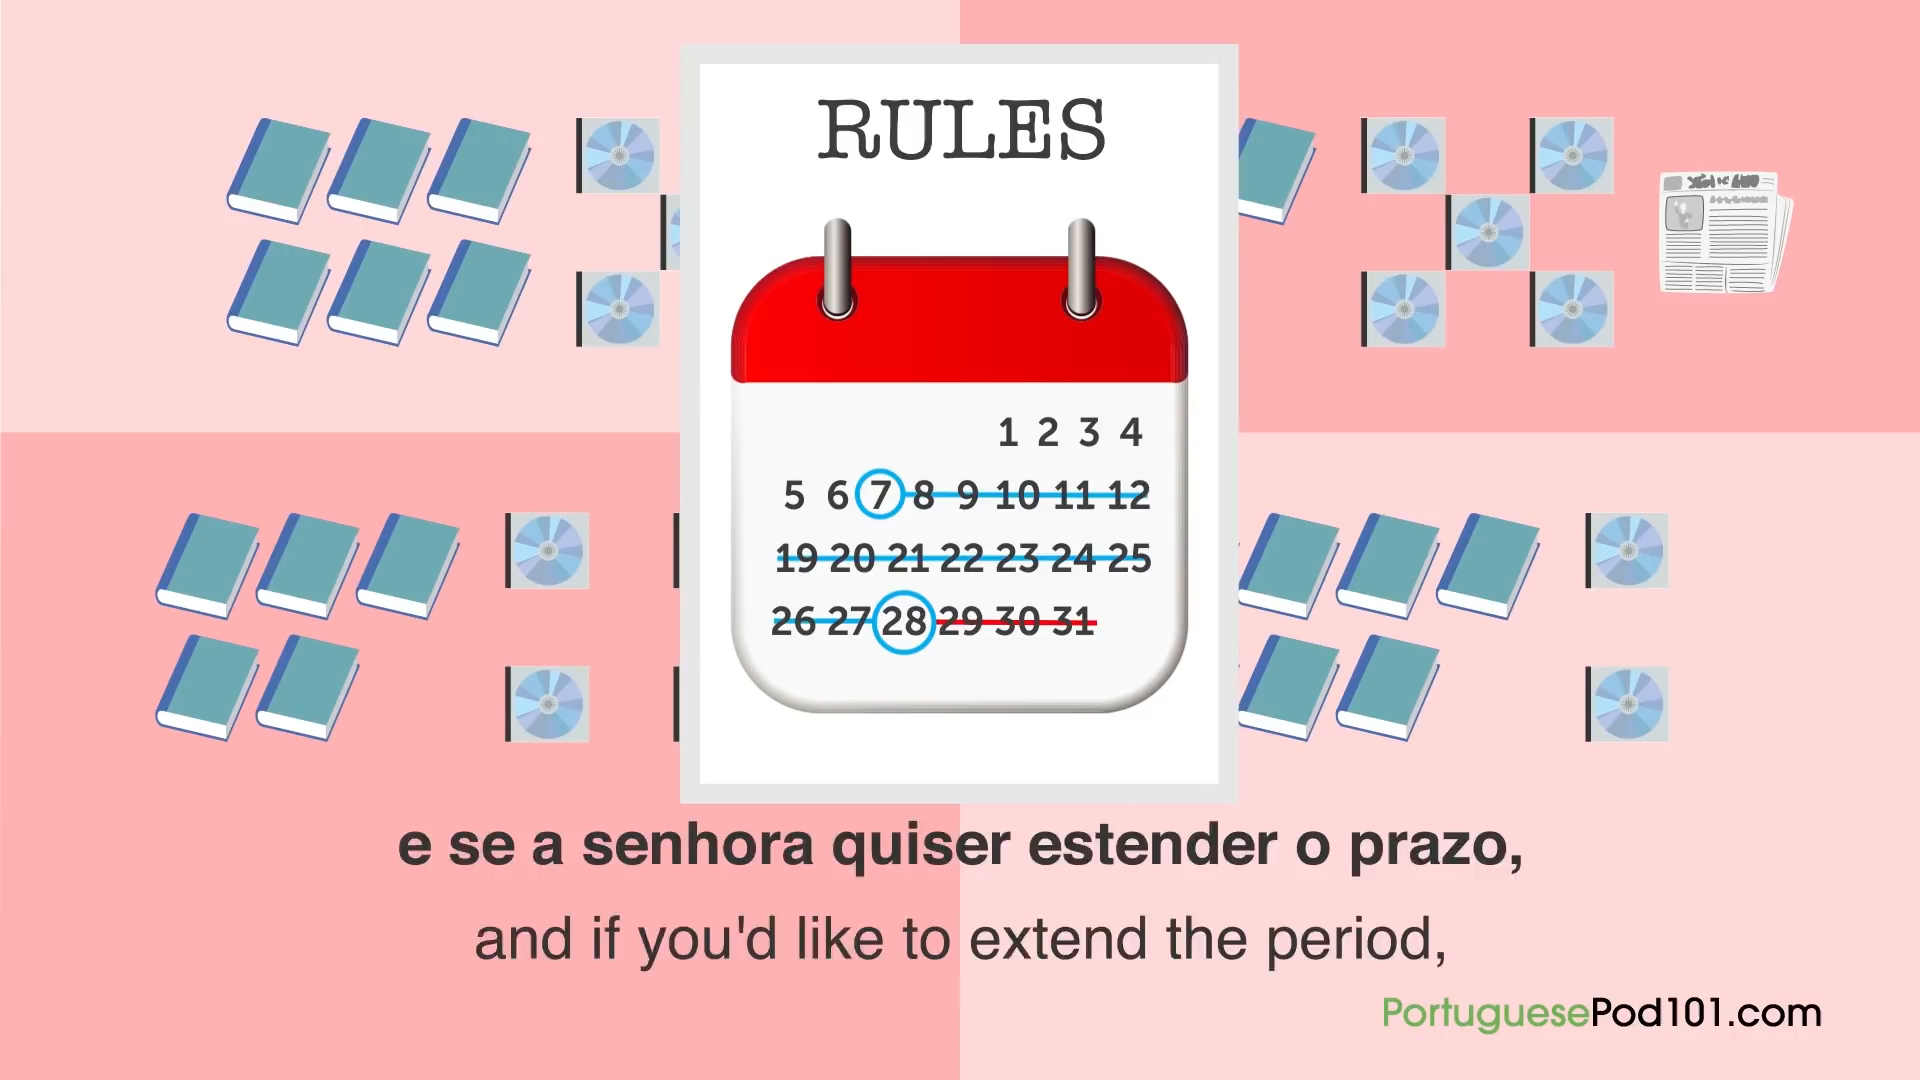 RULES
1 2 3 4
5 6 7 8 9 10 11 12
19 20 21 22 23 24 25
26 27 28 29 30 31
e se a senhora quiser estender o prazo,
and if you'd like to extend the period,
PortuguesePod101.com